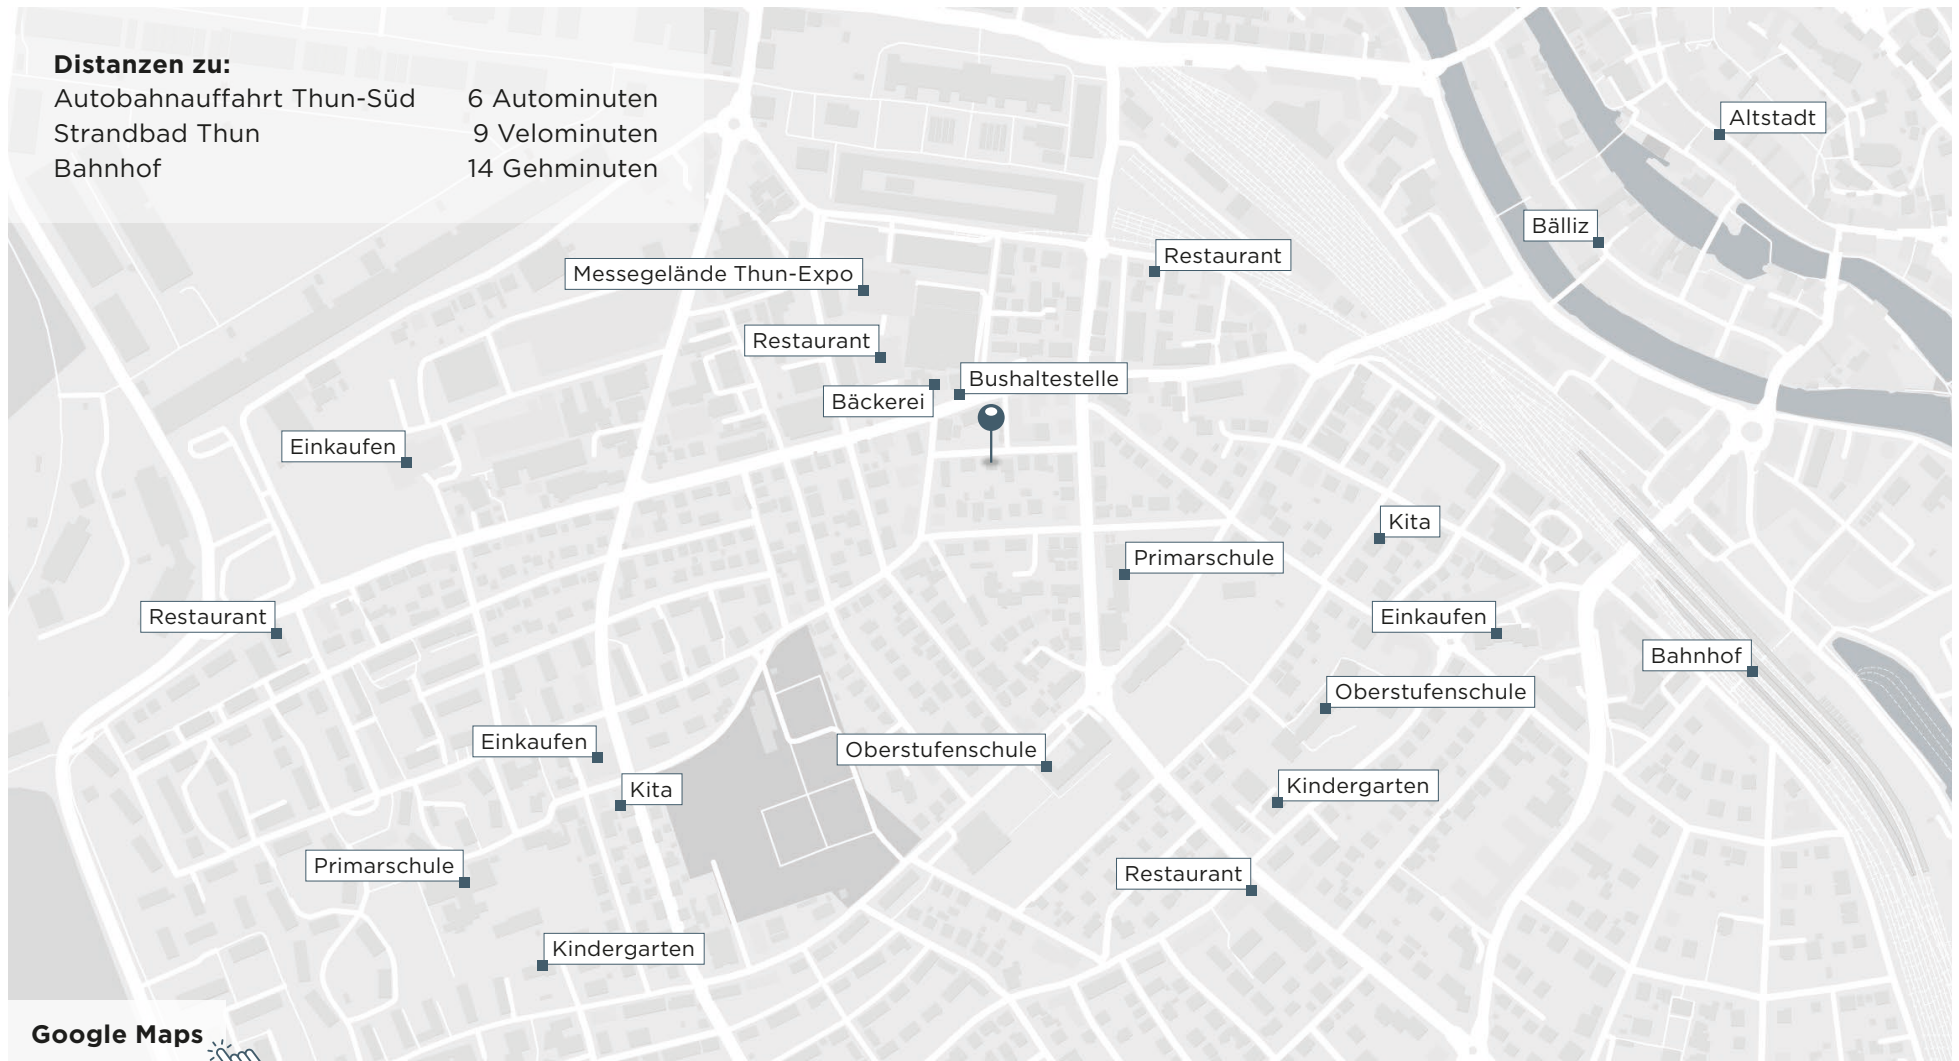 Distanzen zu:
Autobahnauffahrt Thun-Süd 6 Autominuten
Strandbad Thun 9 Velominuten
Bahnhof 14 Gehminuten
Altstadt
Bälliz
Restaurant
Messegelände Thun-Expo
Restaurant
Bushaltestelle
Bäckerei
Einkaufen
Kita
Primarschule
Restaurant
Einkaufen
Bahnhof
Oberstufenschule
Einkaufen
Oberstufenschule
Kindergarten
Kita
Primarschule
Restaurant
Kindergarten
Google Maps